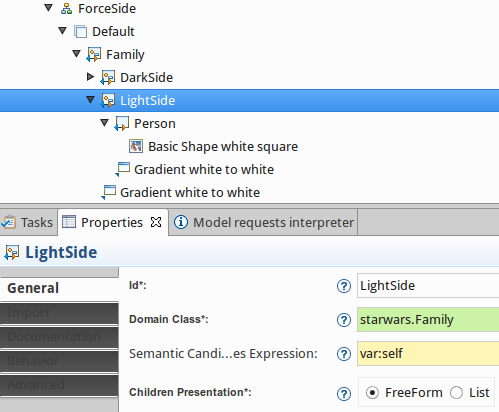 ForceSide
Default
Family
DarkSide
LightSide
Person
Basic Shape white square
Gradient white to white
Gradient white to white
Tasks Properties Model requests interpreter
LightSide
General
Import
Documentation
Behavior
Advanced
Id*: ? LightSide
Domain Class*: ? starwars.Family
Semantic Candi...es Expression: ? var:self
Children Presentation*: ? FreeForm List